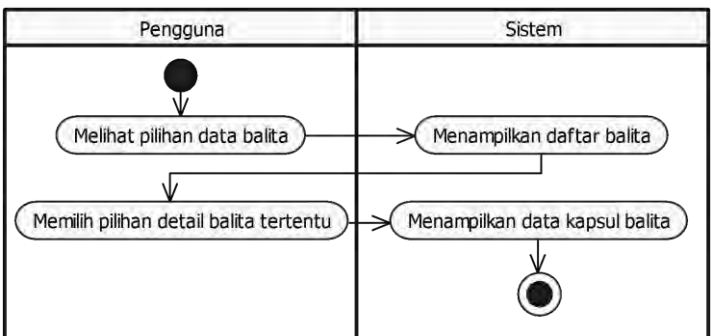 Pengguna
Sistem
Melihat pilihan data balita
Menampilkan daftar balita
Memilih pilihan detail balita tertentu
Menampilkan data kapsul balita